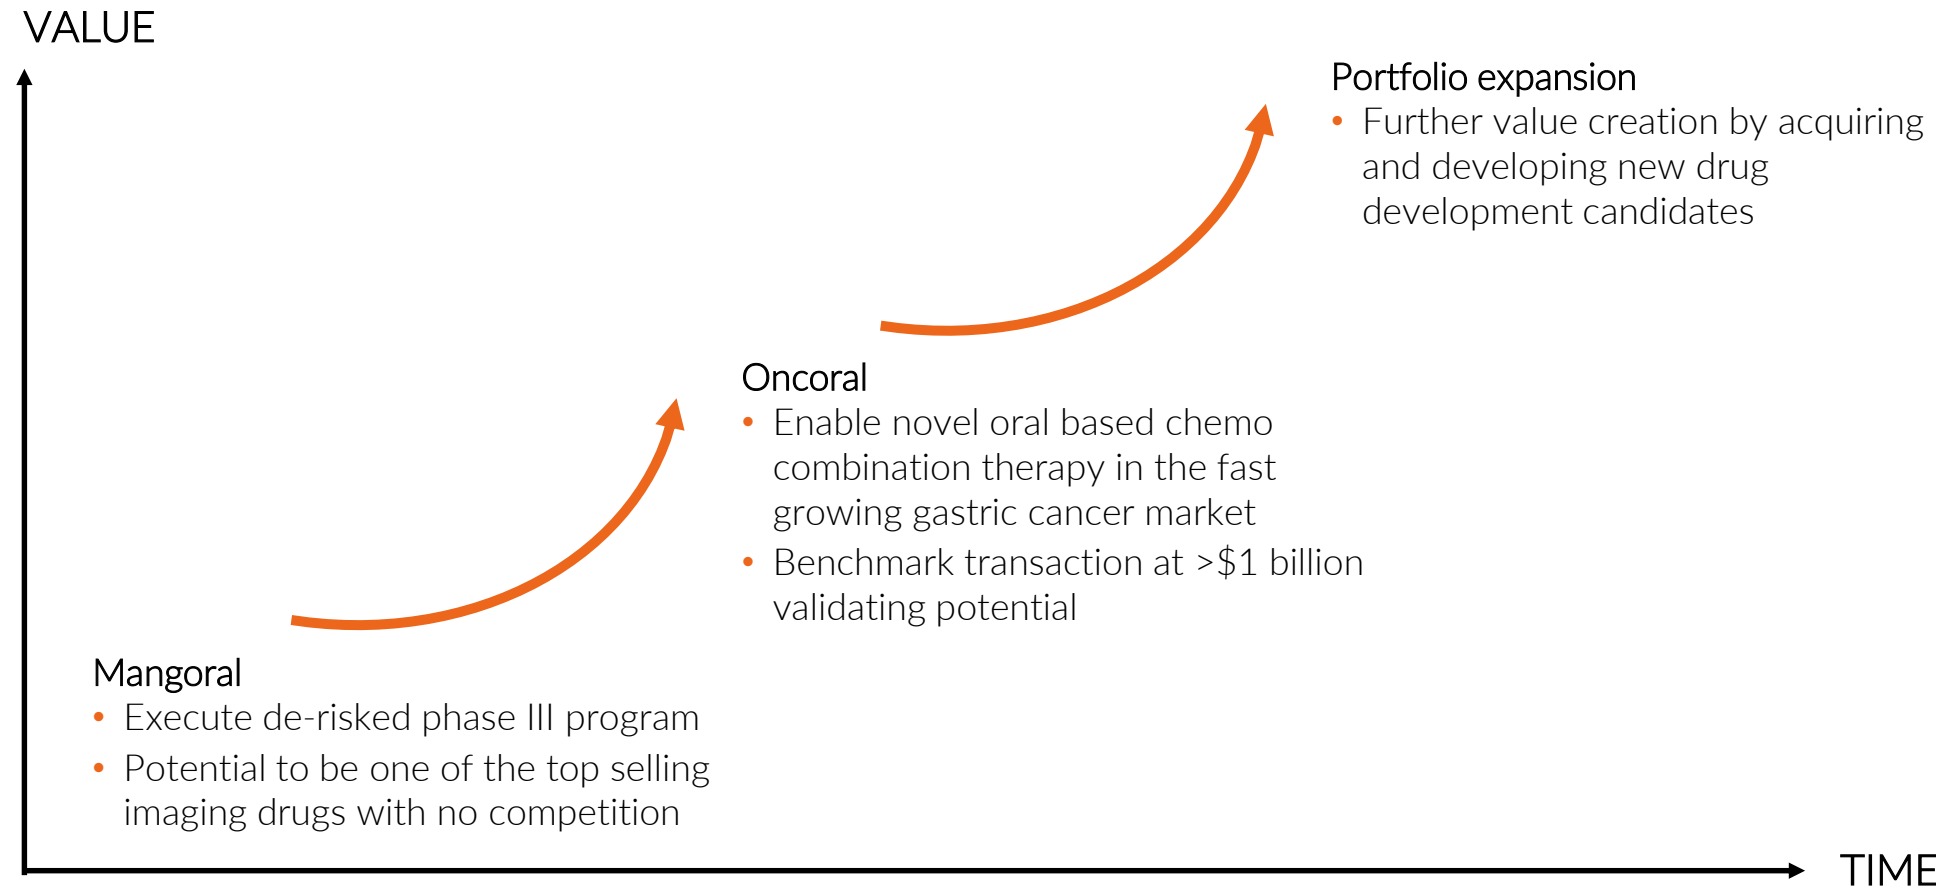 VALUE
Portfolio expansion
• Further value creation by acquiring
and developing new drug
development candidates
Oncoral
• Enable novel oral based chemo
combination therapy in the fast
growing gastric cancer market
• Benchmark transaction at >$1 billion
validating potential
Mangoral
• Execute de-risked phase III program
• Potential to be one of the top selling
imaging drugs with no competition
TIME